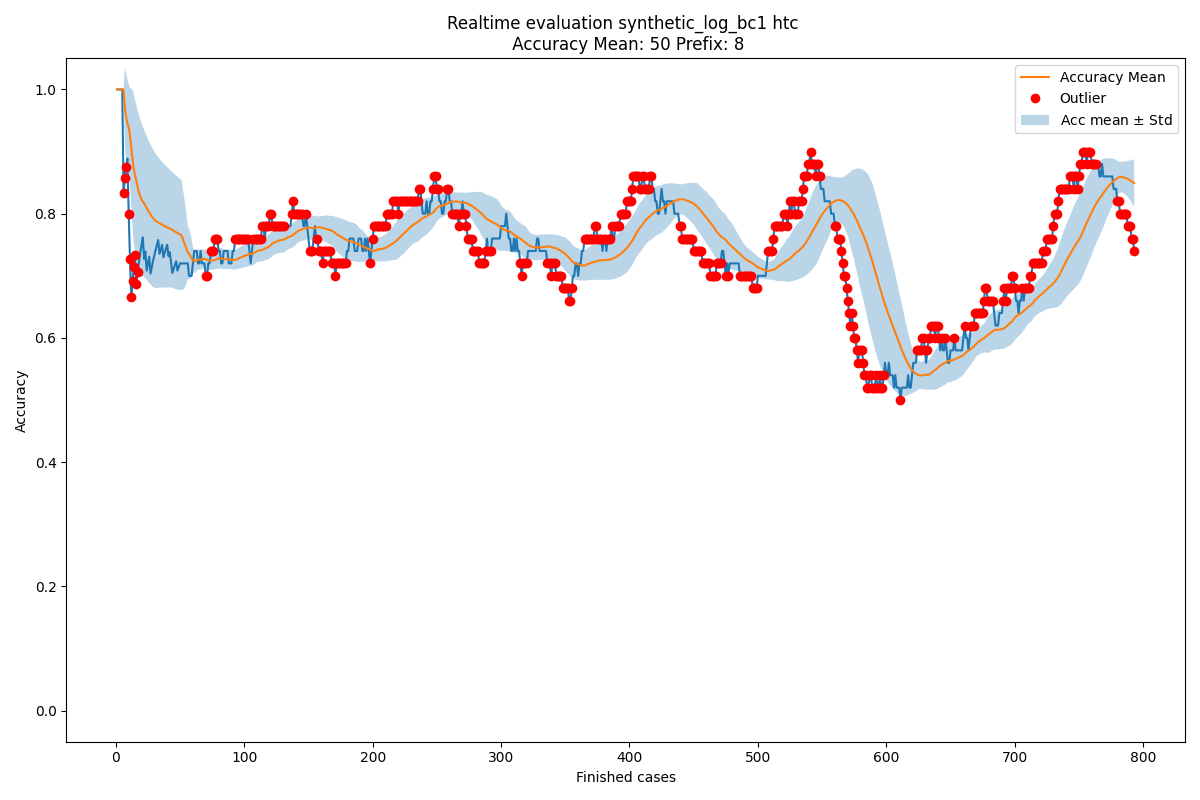 Realtime evaluation synthetic_log_bc1 htc
Accuracy Mean: 50 Prefix: 8
Accuracy Mean
Outlier
Acc mean ± Std
1.0
0.8
0.6
0.4
0.2
0.0
Accuracy
0 100 200 300 400 500 600 700 800
Finished cases